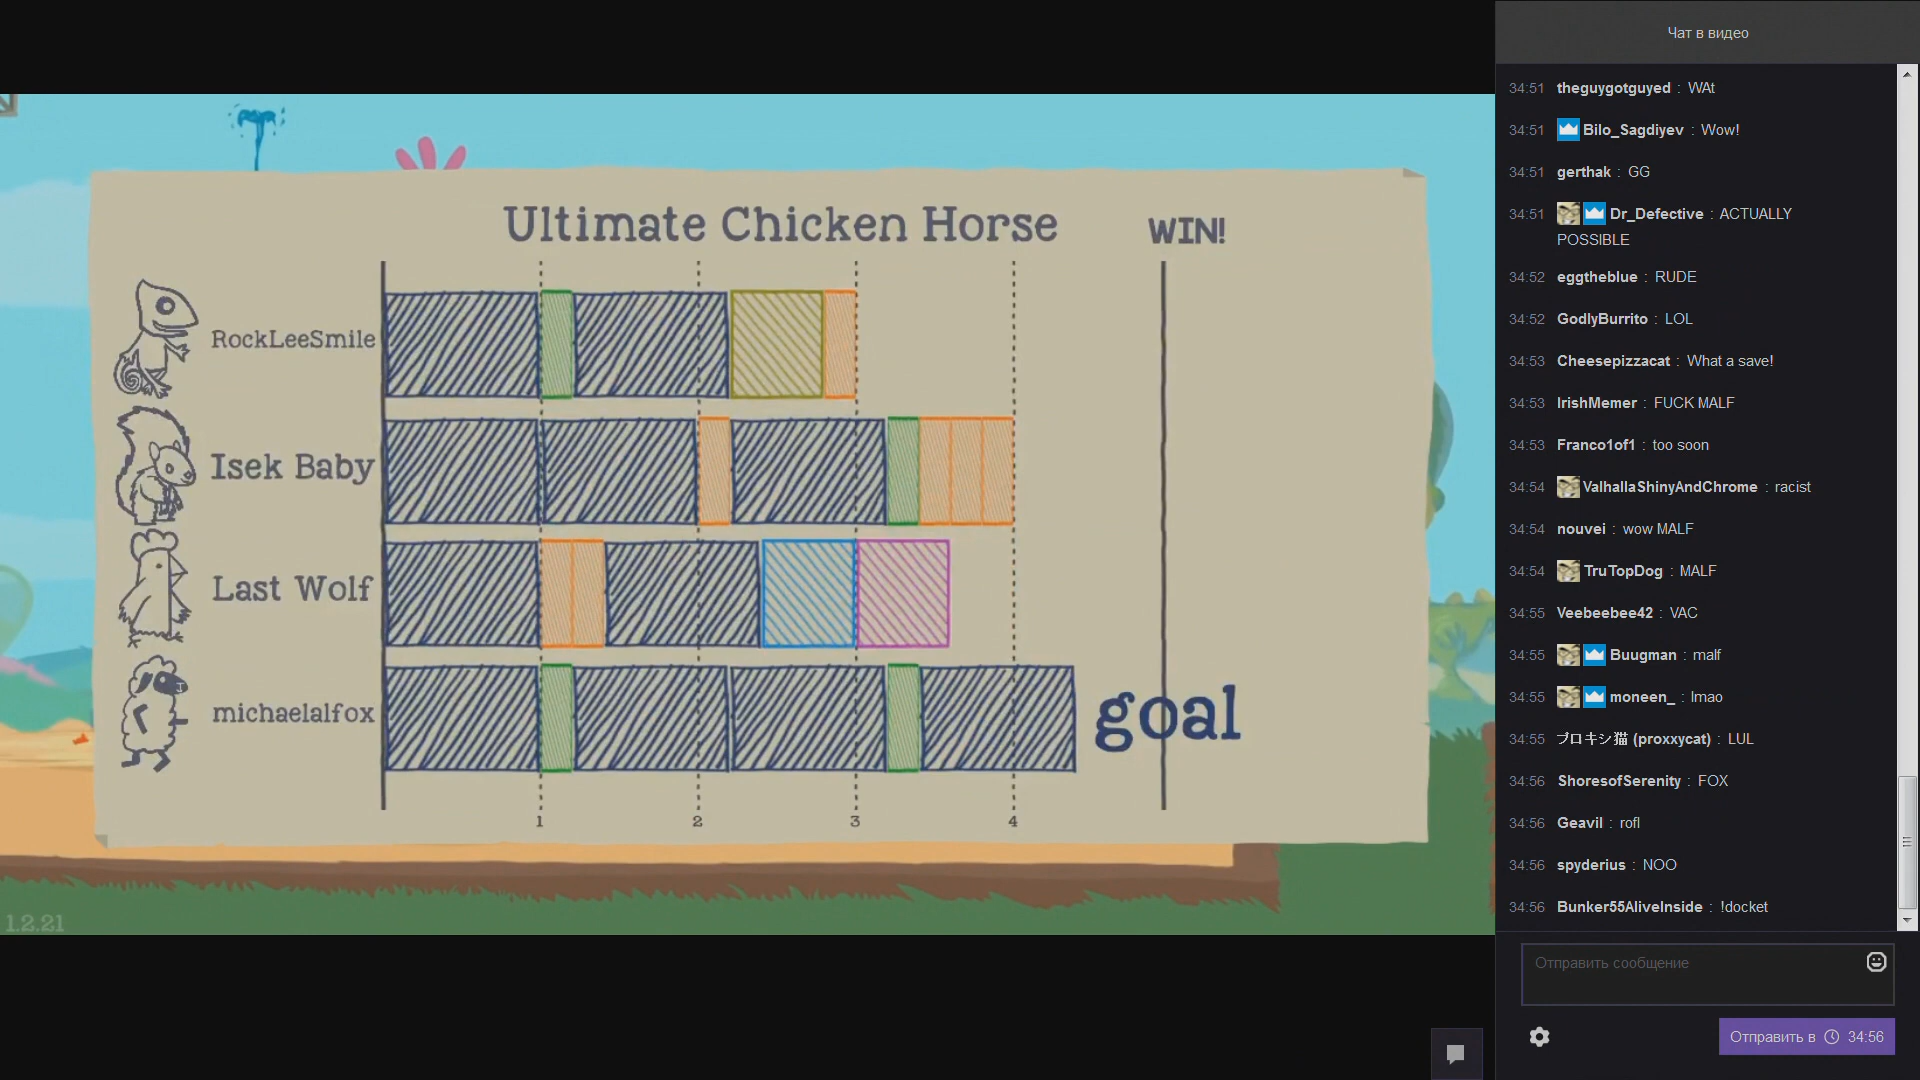 Ultimate Chicken Horse
WIN!
RockLeeSmile
Isek Baby
Last Wolf
michaelalfox
goal
1 2 3 4
1.2.21
Чат в видео
34:51 theguygotguyed : WAt
34:51 Bilo_Sagdiyev : Wow!
34:51 gerthak : GG
34:51 Dr_Defective : ACTUALLY
POSSIBLE
34:52 eggtheblue : RUDE
34:52 GodlyBurrito : LOL
34:53 Cheesepizzacat : What a save!
34:53 IrishMemer : FUCK MALF
34:53 Franco1of1 : too soon
34:54 ValhallaShinyAndChrome : racist
34:54 nouvei : wow MALF
34:54 TruTopDog : MALF
34:55 Veebeebee42 : VAC
34:55 Buugman : malf
34:55 moneen_ : lmao
34:55 プロキシ猫 (proxxycat) : LUL
34:56 ShoresofSerenity : FOX
34:56 Geavil : rofl
34:56 spyderius : NOO
34:56 Bunker55AliveInside : !docket
Отправить сообщение
Отправить в 34:56